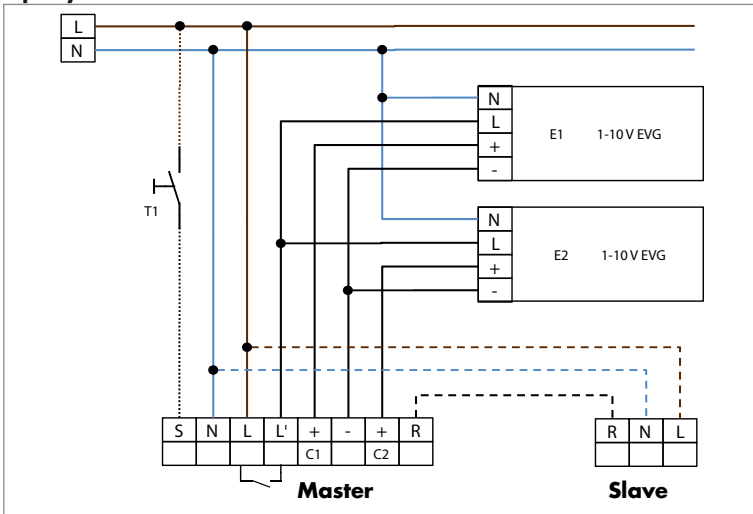 L
N
N
L
E1 1-10 V EVG
+
-
T1
N
L
E2 1-10 V EVG
+
-
S N L L' + - + R
C1 C2
R N L
Master
Slave